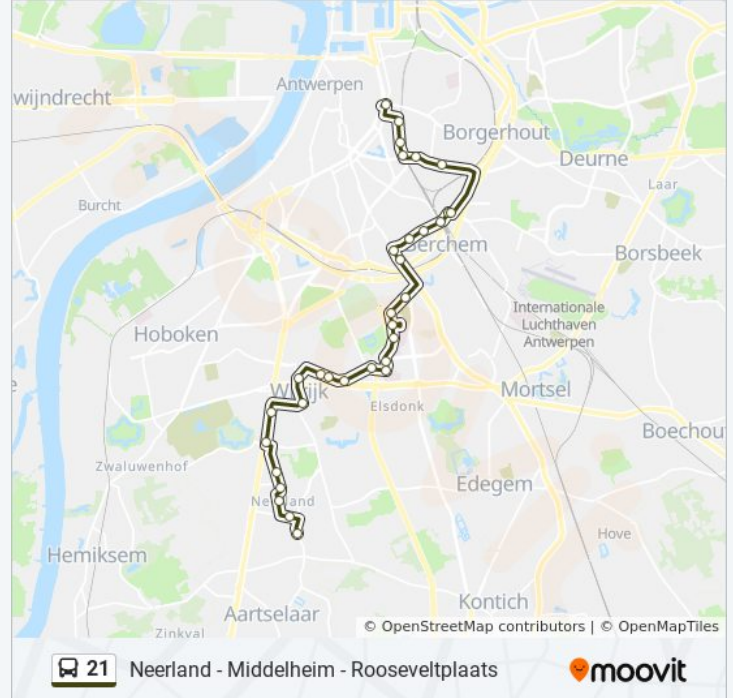 Antwerpen
wijndrecht
Borgerhout
Deurne
Laar
Burcht
Berchem
Borsbeek
Internationale
Luchthaven
Antwerpen
Hoboken
Wilrijk
Mortsel
Elsdonk
Boechou
Zwaluwenhof
Edegem
Neerland
Hove
Hemiksem
Kontich
Aartselaar
© OpenStreetMap contributors | © OpenMapTiles
Zinkval
21 Neerland - Middelheim - Rooseveltplaats
moovit